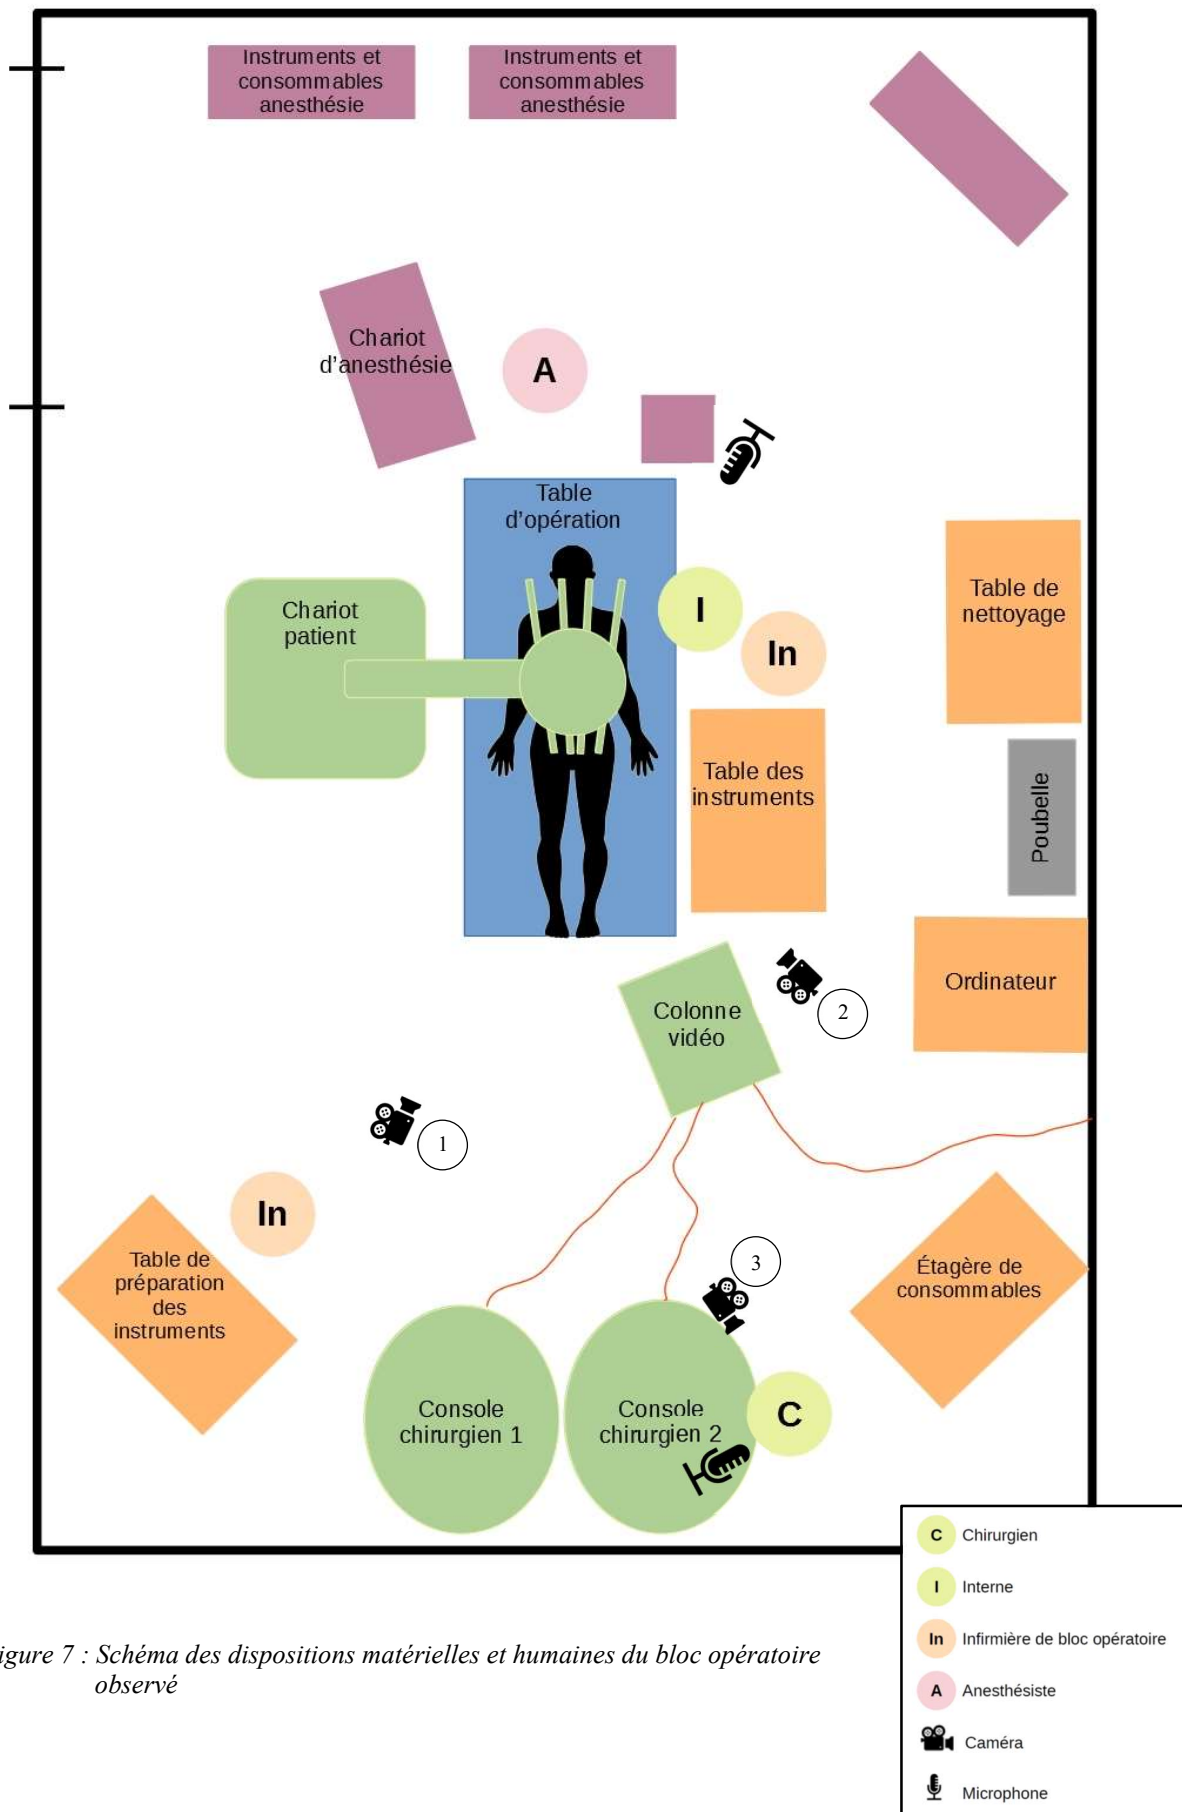 Instruments et
consommables
anesthésie
Instruments et
consommables
anesthésie
Chariot
d'anesthésie
A
Table
d'opération
Chariot
patient
I
In
Table de
nettoyage
Table des
instruments
Poubelle
Ordinateur
Colonne
vidéo
2
1
In
Table de
préparation
des
instruments
3
Étagère de
consommables
Console
chirurgien 1
Console
chirurgien 2
C
C Chirurgien
I Interne
In Infirmière de bloc opératoire
A Anesthésiste
Caméra
Microphone
igure 7 : Schéma des dispositions matérielles et humaines du bloc opératoire
observé